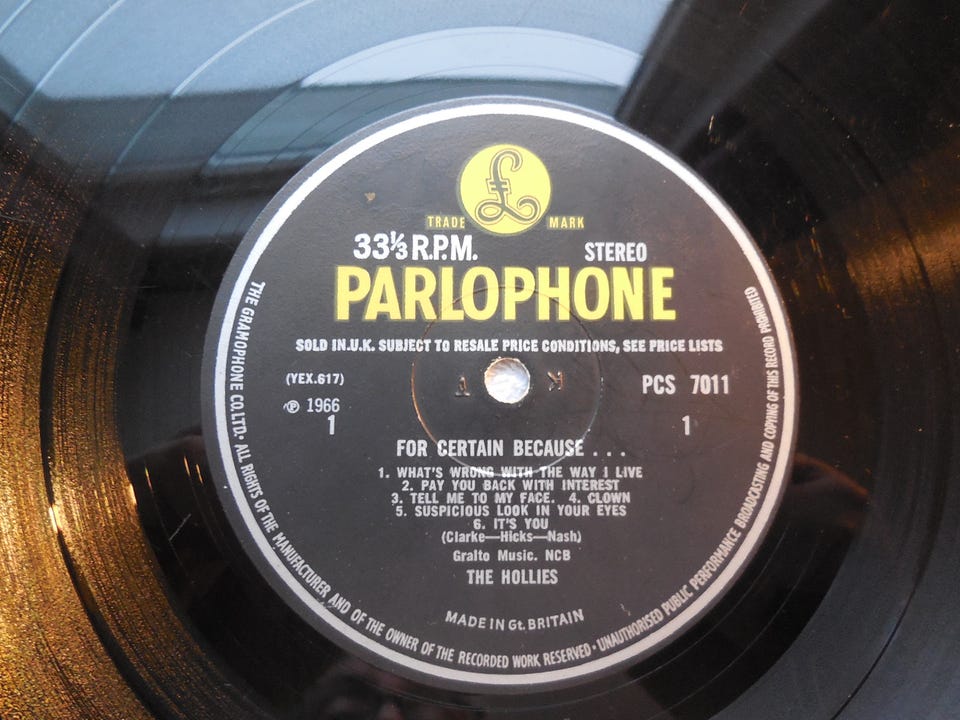 £
TRADE MARK
33⅓ R.P.M. STEREO
PARLOPHONE
SOLD IN.U.K. SUBJECT TO RESALE PRICE CONDITIONS, SEE PRICE LISTS
K T
(YEX.617) PCS 7011
℗ 1966
1 1
FOR CERTAIN BECAUSE . . .
1. WHAT'S WRONG WITH THE WAY I LIVE
2. PAY YOU BACK WITH INTEREST
3. TELL ME TO MY FACE. 4. CLOWN
5. SUSPICIOUS LOOK IN YOUR EYES
6. IT'S YOU
(Clarke—Hicks—Nash)
Gralto Music. NCB
THE HOLLIES
MADE IN Gt. BRITAIN
THE GRAMOPHONE CO. LTD. · ALL RIGHTS OF THE MANUFACTURER AND OF THE OWNER OF THE RECORDED WORK RESERVED · UNAUTHORISED PUBLIC PERFORMANCE BROADCASTING AND COPYING OF THIS RECORD PROHIBITED